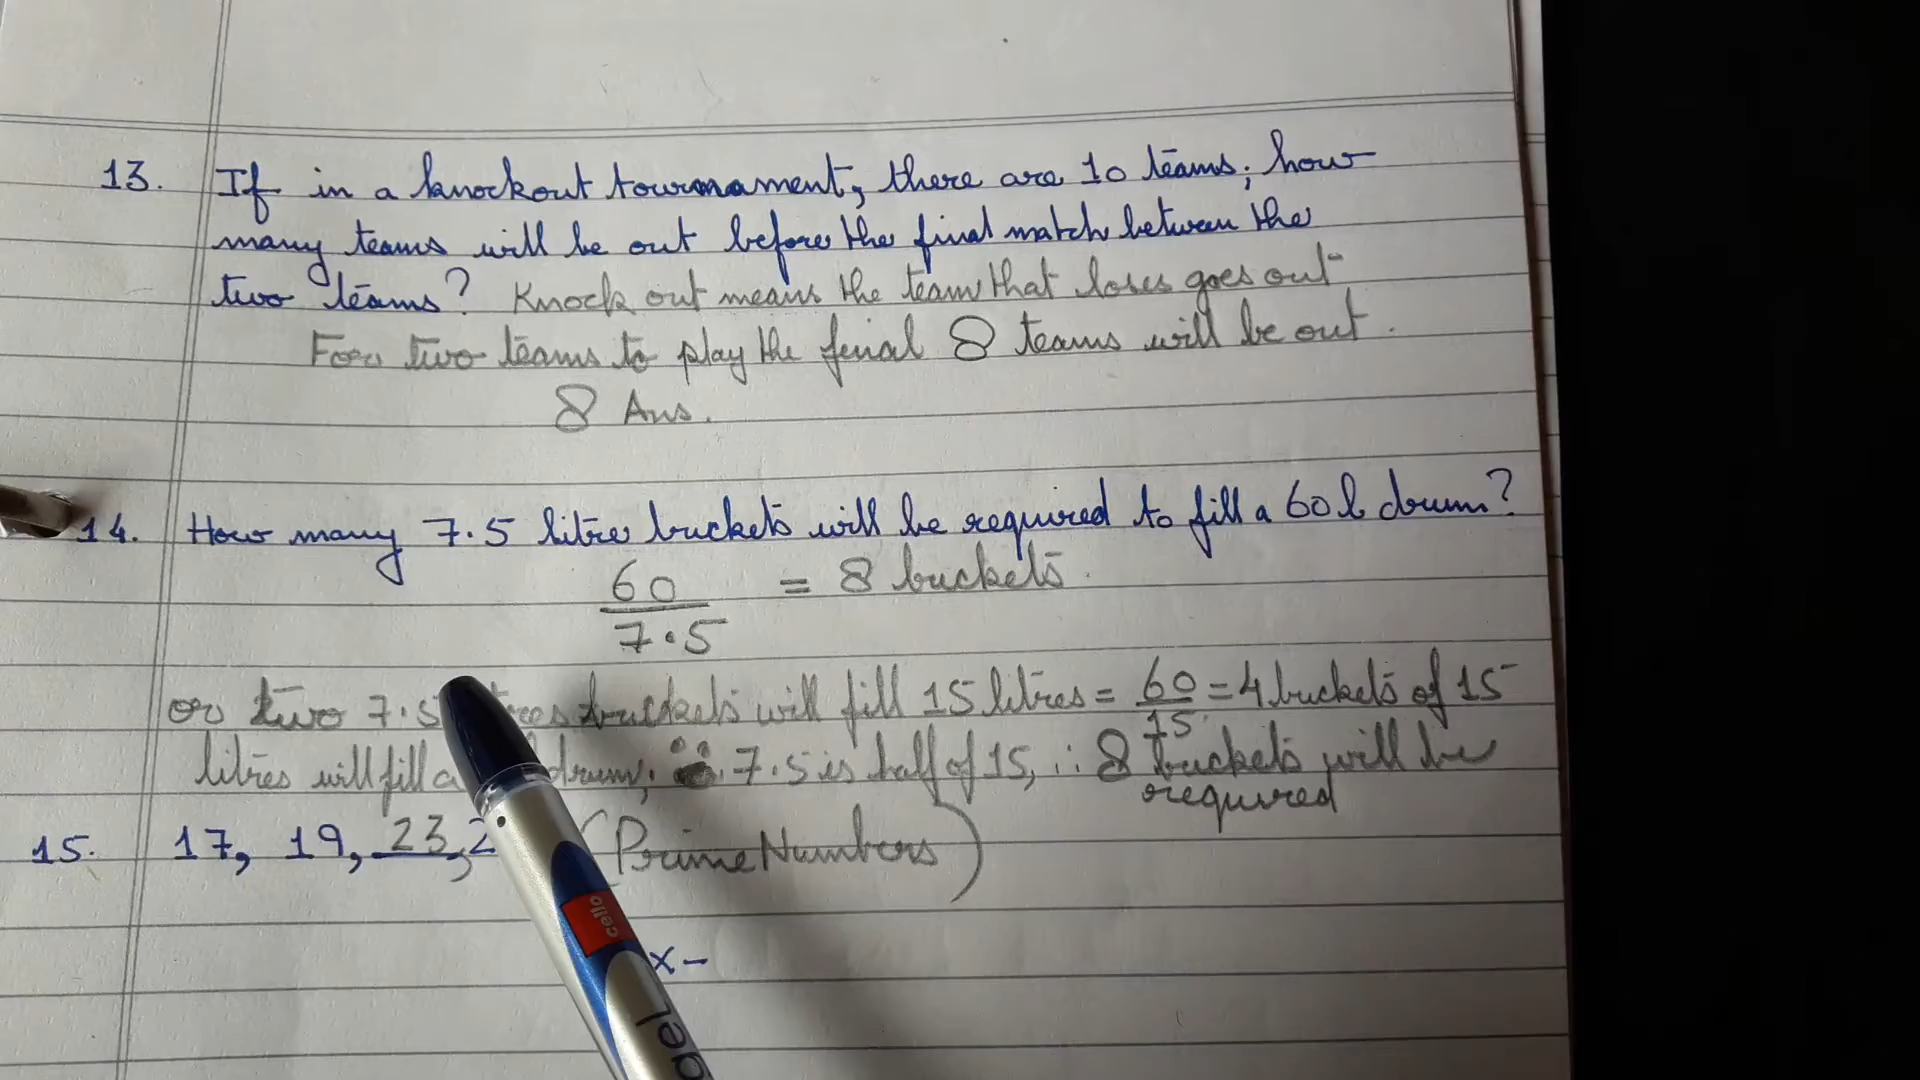 13. If in a knockout tournament, there are 10 teams; how
many teams will be out before the final match between the
two teams? Knock out means the team that loses goes out
For two teams to play the final 8 teams will be out.
8 Ans.
14. How many 7.5 litre buckets will be required to fill a 60 l drum?
60/7.5 = 8 buckets.
or two 7.5 buckets will fill 15 litres = 60/15 = 4 buckets of 15
litres will fill a drum, ∵ 7.5 is half of 15, ∴ 8 buckets will be
required
15. 17, 19, 23, (Prime Numbers)
x-
cello
gel